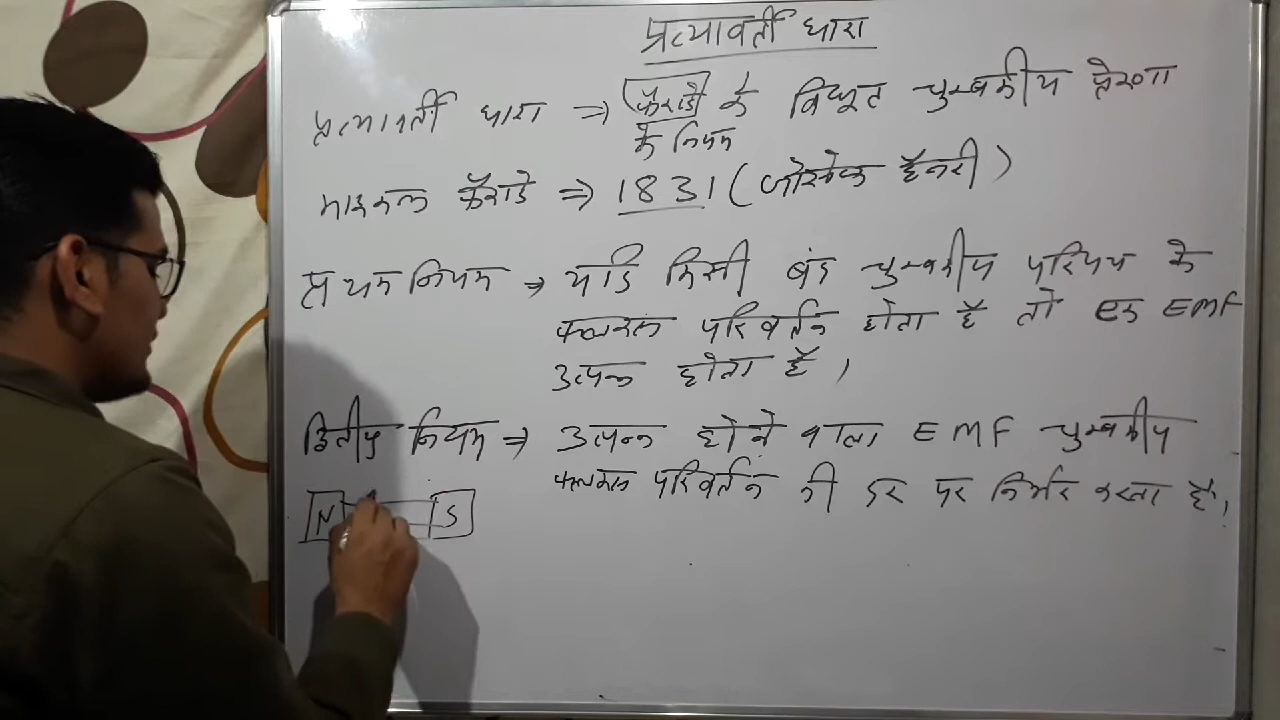 प्रत्यावर्ती धारा
प्रत्यावर्ती धारा ⇒ फैराडे के विद्युत चुम्बकीय प्रेरणा
के नियम
माइकल फैराडे ⇒ 1831 (जोसेफ हेनरी)
प्रथम नियम ⇒ यदि किसी बंद चुम्बकीय परिपथ के
फ्लक्स परिवर्तन होता है तो एक EMF
उत्पन्न होता है।
द्वितीय नियम ⇒ उत्पन्न होने वाला EMF चुम्बकीय
फ्लक्स परिवर्तन की दर पर निर्भर करता है।
N S